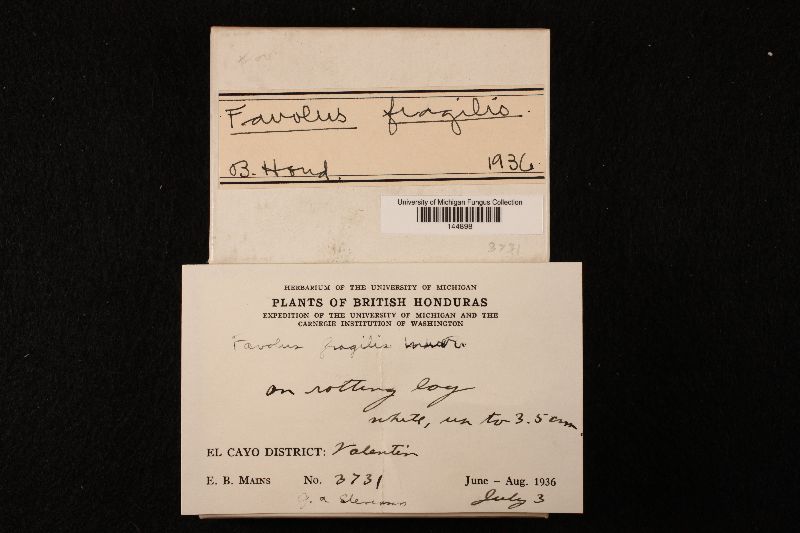 Favolus fragilis
B. Hond. 1936
University of Michigan Fungus Collection
144898
3731
HERBARIUM OF THE UNIVERSITY OF MICHIGAN
PLANTS OF BRITISH HONDURAS
EXPEDITION OF THE UNIVERSITY OF MICHIGAN AND THE
CARNEGIE INSTITUTION OF WASHINGTON
Favolus fragilis
on rotting log
white, up to 3.5 cm.
EL CAYO DISTRICT: Valentin
E. B. MAINS No. 3731 June – Aug. 1936
July 3